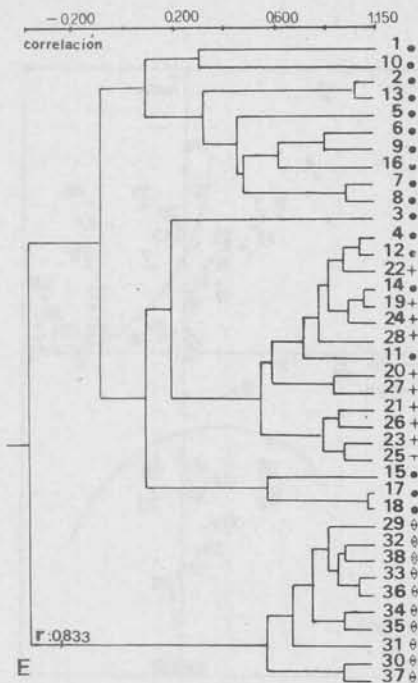 -0.200 0.200 0.600 1.150
correlación
1 ●
10 ●
2 ●
13 ●
5 ●
6 ●
9 ●
16 ●
7 ●
8 ●
3 ●
4 ●
12 ●
22 +
14 ●
19 +
24 +
28 +
11 ●
20 +
27 +
21 +
26 +
23 +
25 +
15 ●
17 ●
18 ●
29 θ
32 θ
38 θ
33 θ
36 θ
34 θ
35 θ
31 θ
30 θ
37 θ
r:0.833
E